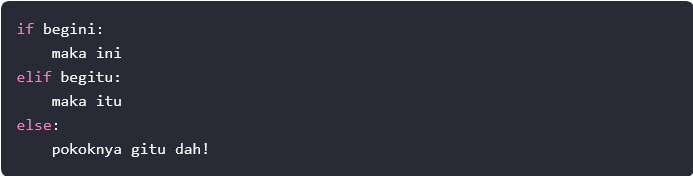 if begini:
    maka ini
elif begitu:
    maka itu
else:
    pokoknya gitu dah!